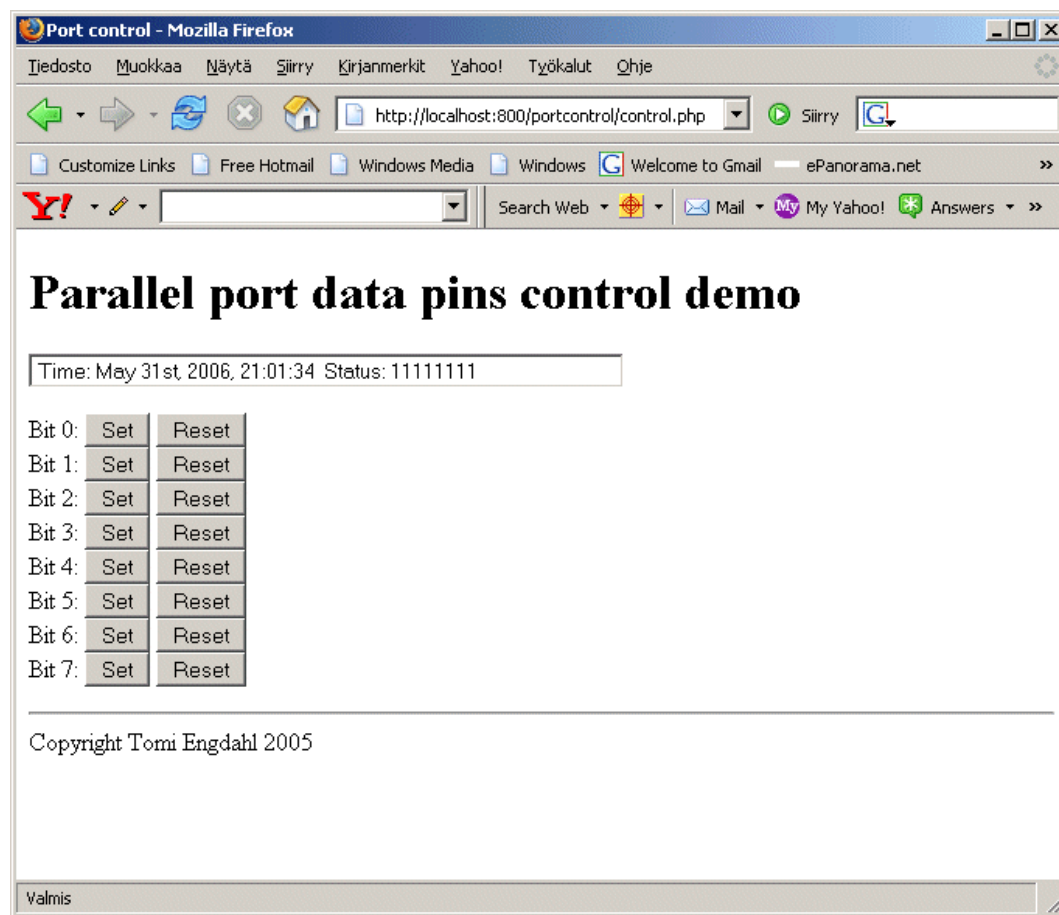 Port control - Mozilla Firefox
Tiedosto Muokkaa Näytä Siirry Kirjanmerkit Yahoo! Työkalut Ohje
http://localhost:800/portcontrol/control.php Siirry G
Customize Links Free Hotmail Windows Media Windows G Welcome to Gmail ePanorama.net »
Y! Search Web Mail My My Yahoo! Answers »
Parallel port data pins control demo
Time: May 31st, 2006, 21:01:34 Status: 11111111
Bit 0: Set Reset
Bit 1: Set Reset
Bit 2: Set Reset
Bit 3: Set Reset
Bit 4: Set Reset
Bit 5: Set Reset
Bit 6: Set Reset
Bit 7: Set Reset
Copyright Tomi Engdahl 2005
Valmis